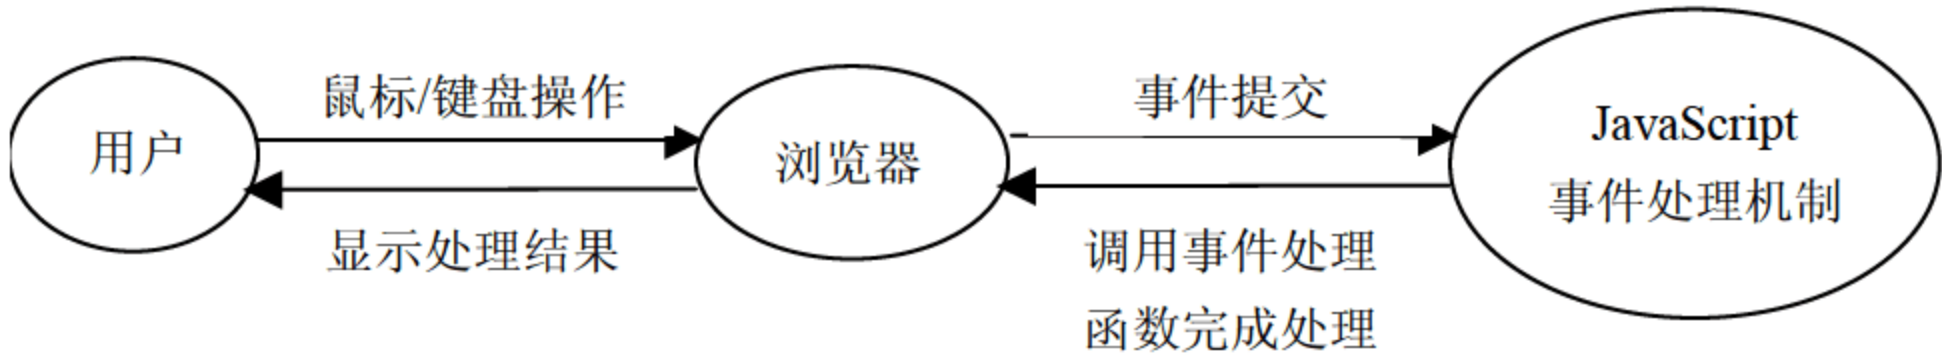 用户
鼠标/键盘操作
显示处理结果
浏览器
事件提交
调用事件处理
函数完成处理
JavaScript
事件处理机制